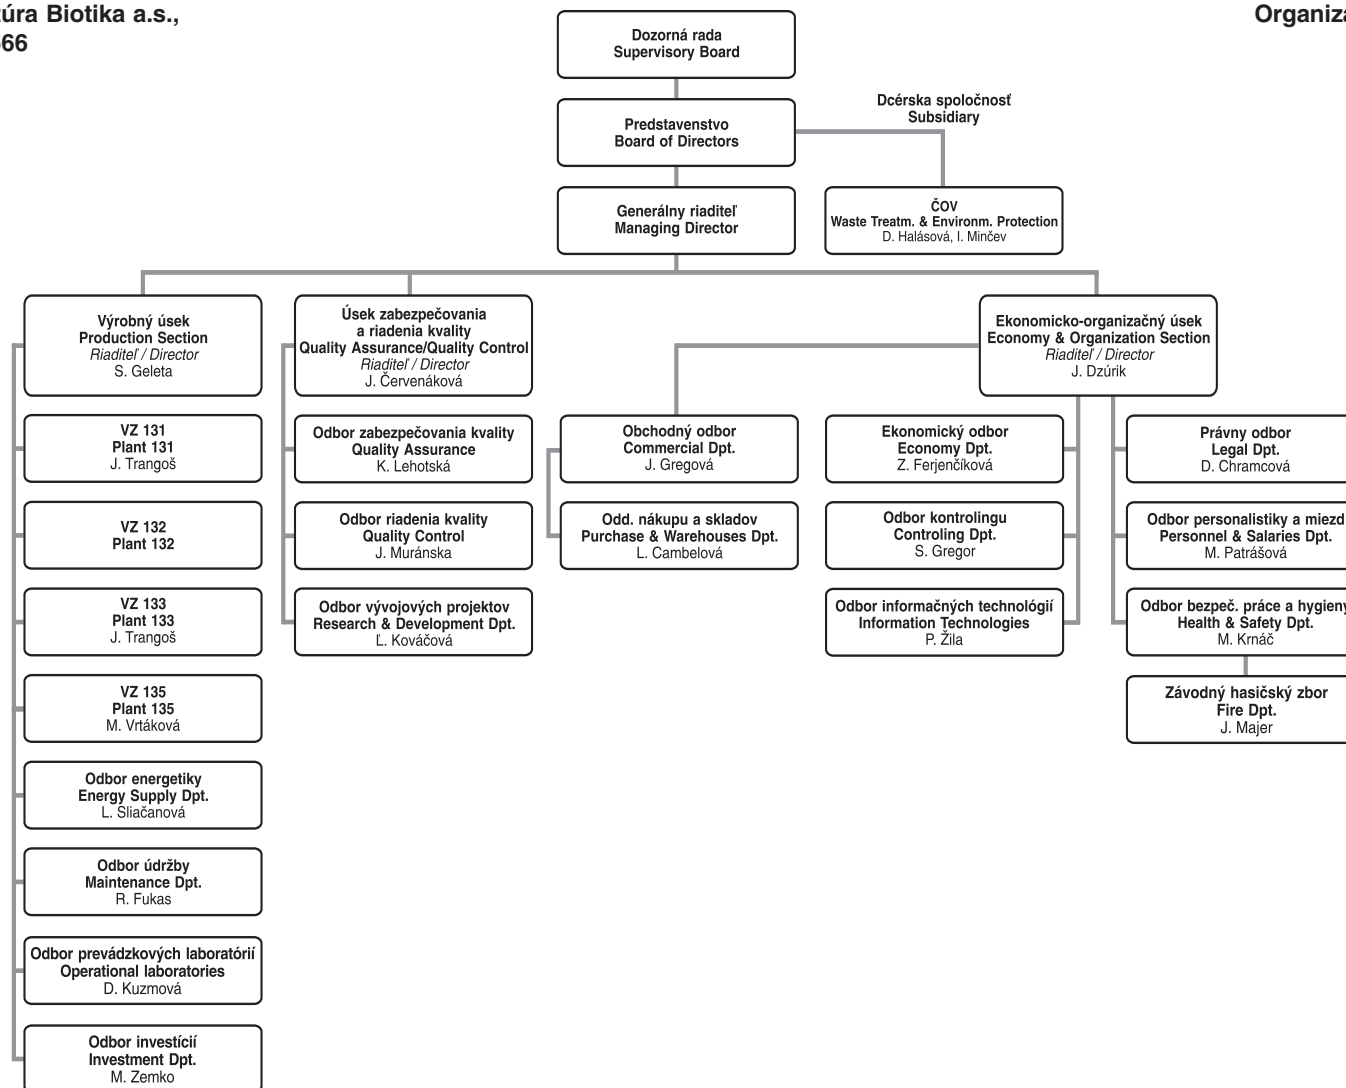 Biotika a.s.,
Dozorná rada
Supervisory Board
Predstavenstvo
Board of Directors
Dcérska spoločnosť
Subsidiary
Generálny riaditeľ
Managing Director
ČOV
Waste Treatm. & Environm. Protection
D. Halásová, I. Minčev
Výrobný úsek
Production Section
Riaditeľ / Director
S. Geleta
Úsek zabezpečovania
a riadenia kvality
Quality Assurance/Quality Control
Riaditeľ / Director
J. Červenáková
Ekonomicko-organizačný úsek
Economy & Organization Section
Riaditeľ / Director
J. Dzúrik
VZ 131
Plant 131
J. Trangoš
Odbor zabezpečovania kvality
Quality Assurance
K. Lehotská
Obchodný odbor
Commercial Dpt.
J. Gregová
Ekonomický odbor
Economy Dpt.
Z. Ferjenčíková
Právny odbor
Legal Dpt.
D. Chramcová
VZ 132
Plant 132
Odbor riadenia kvality
Quality Control
J. Muránska
Odd. nákupu a skladov
Purchase & Warehouses Dpt.
L. Cambelová
Odbor kontrolingu
Controling Dpt.
S. Gregor
Odbor personalistiky a miezd
Personnel & Salaries Dpt.
M. Patrášová
VZ 133
Plant 133
J. Trangoš
Odbor vývojových projektov
Research & Development Dpt.
Ľ. Kováčová
Odbor informačných technológií
Information Technologies
P. Žila
Odbor bezpeč. práce a hygieny
Health & Safety Dpt.
M. Krnáč
VZ 135
Plant 135
M. Vrtáková
Závodný hasičský zbor
Fire Dpt.
J. Majer
Odbor energetiky
Energy Supply Dpt.
L. Sliačanová
Odbor údržby
Maintenance Dpt.
R. Fukas
Odbor prevádzkových laboratórií
Operational laboratories
D. Kuzmová
Odbor investícií
Investment Dpt.
M. Zemko